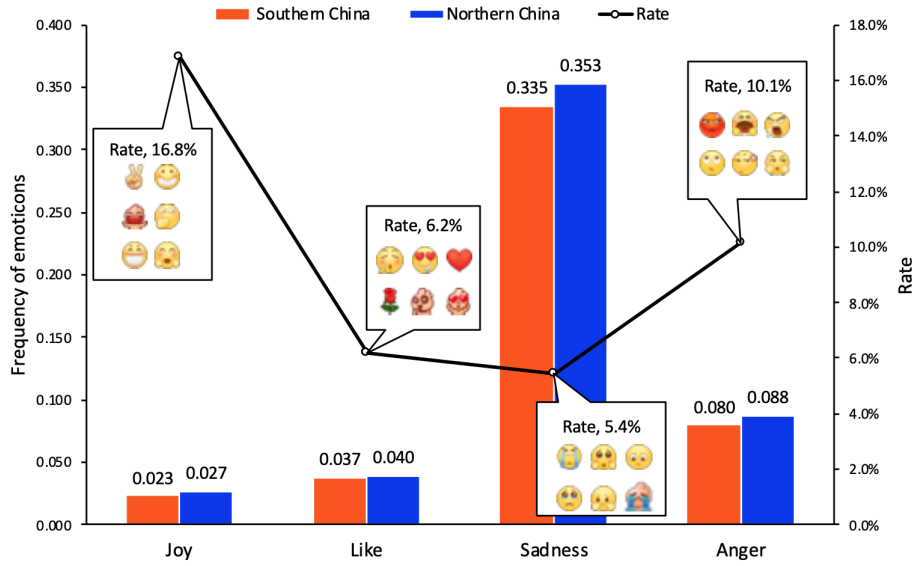 Southern China Northern China Rate
Frequency of emoticons
0.400
0.350
0.300
0.250
0.200
0.150
0.100
0.050
0.000
18.0%
16.0%
14.0%
12.0%
10.0%
8.0%
6.0%
4.0%
2.0%
0.0%
Rate
Rate, 16.8%
Rate, 6.2%
Rate, 5.4%
Rate, 10.1%
0.023 0.027
0.037 0.040
0.335 0.353
0.080 0.088
Joy Like Sadness Anger